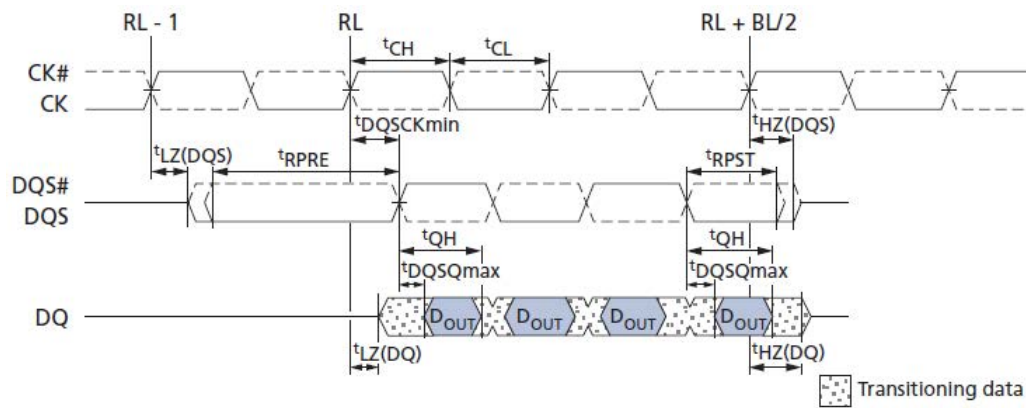 RL - 1 RL RL + BL/2
tCH tCL
CK#
CK
tDQSCKmin tHZ(DQS)
tLZ(DQS) tRPRE tRPST
DQS#
DQS
tQH tQH
tDQSQmax tDQSQmax
DQ DOUT DOUT DOUT DOUT
tLZ(DQ) tHZ(DQ)
Transitioning data